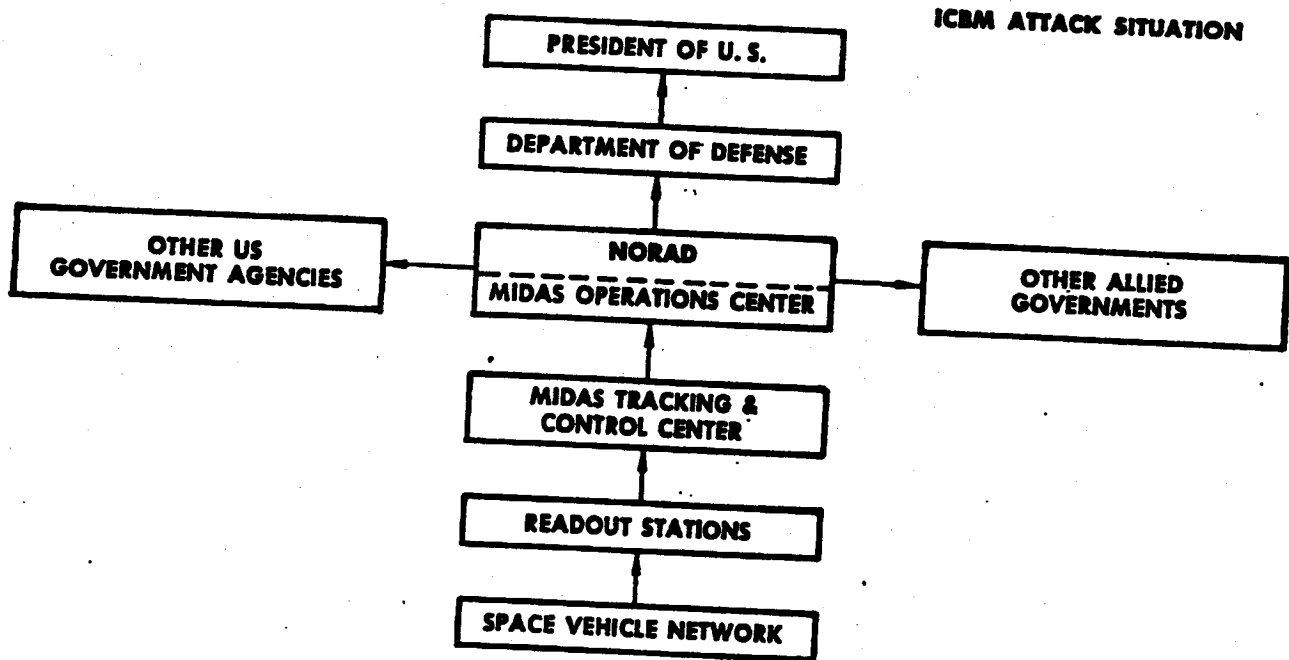 ICBM ATTACK SITUATION
PRESIDENT OF U. S.
DEPARTMENT OF DEFENSE
OTHER US
GOVERNMENT AGENCIES
NORAD
MIDAS OPERATIONS CENTER
OTHER ALLIED
GOVERNMENTS
MIDAS TRACKING &
CONTROL CENTER
READOUT STATIONS
SPACE VEHICLE NETWORK